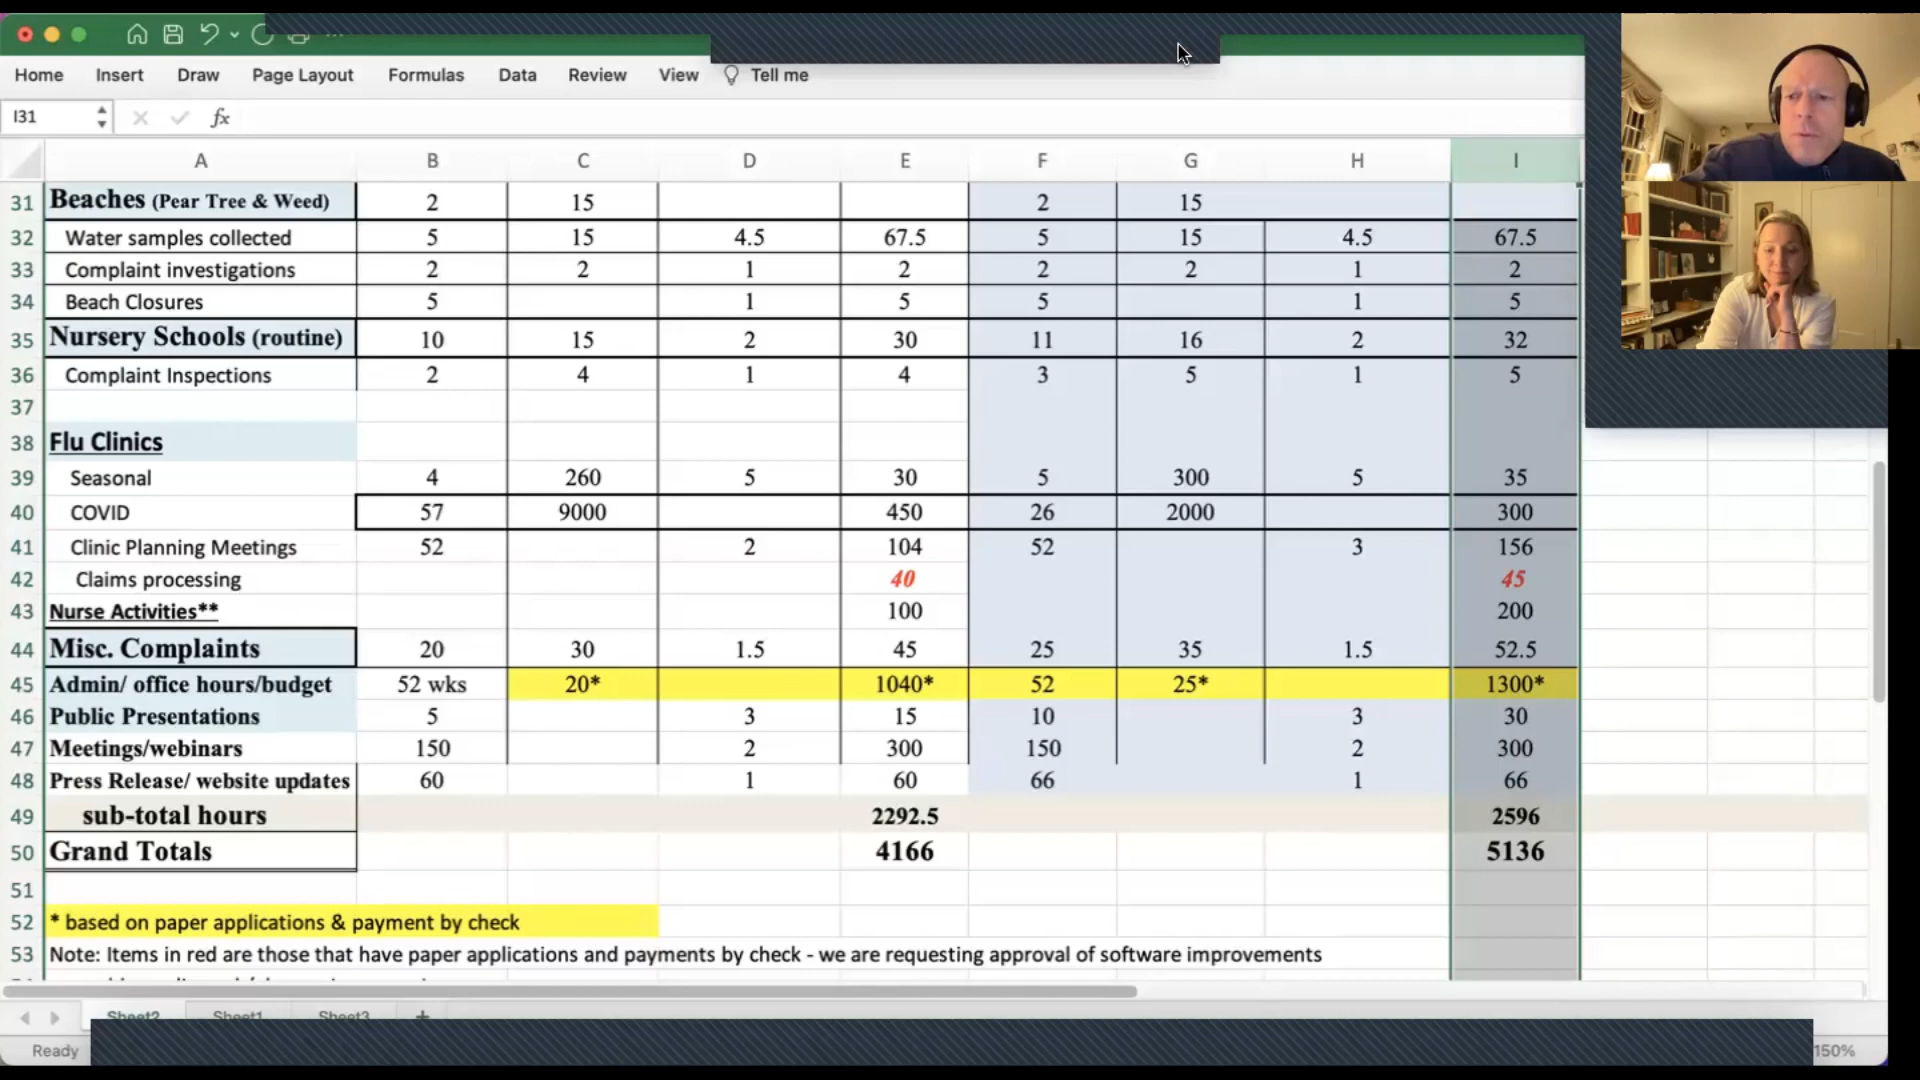 Home Insert Draw Page Layout Formulas Data Review View Tell me
I31 fx
A B C D E F G H I
31 Beaches (Pear Tree & Weed) 2 15 2 15
32 Water samples collected 5 15 4.5 67.5 5 15 4.5 67.5
33 Complaint investigations 2 2 1 2 2 2 1 2
34 Beach Closures 5 1 5 5 1 5
35 Nursery Schools (routine) 10 15 2 30 11 16 2 32
36 Complaint Inspections 2 4 1 4 3 5 1 5
37
38 Flu Clinics
39 Seasonal 4 260 5 30 5 300 5 35
40 COVID 57 9000 450 26 2000 300
41 Clinic Planning Meetings 52 2 104 52 3 156
42 Claims processing 40 45
43 Nurse Activities** 100 200
44 Misc. Complaints 20 30 1.5 45 25 35 1.5 52.5
45 Admin/ office hours/budget 52 wks 20* 1040* 52 25* 1300*
46 Public Presentations 5 3 15 10 3 30
47 Meetings/webinars 150 2 300 150 2 300
48 Press Release/ website updates 60 1 60 66 1 66
49 sub-total hours 2292.5 2596
50 Grand Totals 4166 5136
51
52 * based on paper applications & payment by check
53 Note: Items in red are those that have paper applications and payments by check - we are requesting approval of software improvements
Sheet2 Sheet1 Sheet3 +
Ready 150%